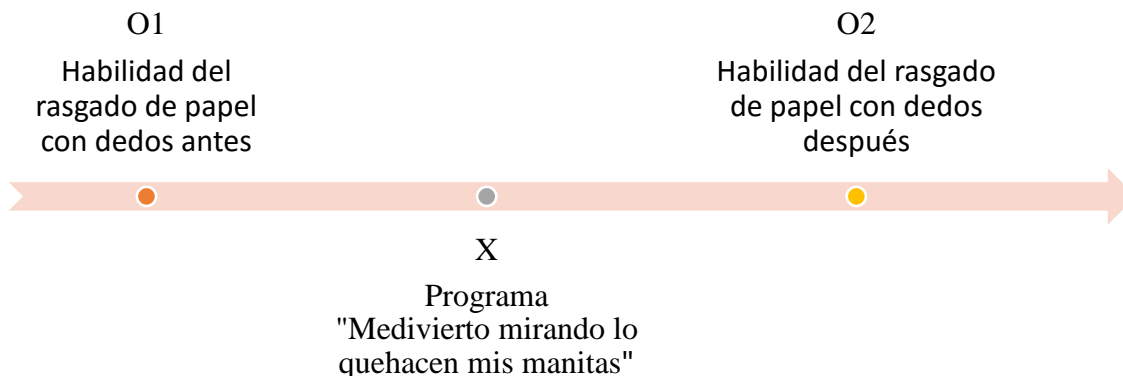 O1
Habilidad del
rasgado de papel
con dedos antes
O2
Habilidad del rasgado
de papel con dedos
después
X
Programa
"Medivierto mirando lo
quehacen mis manitas"